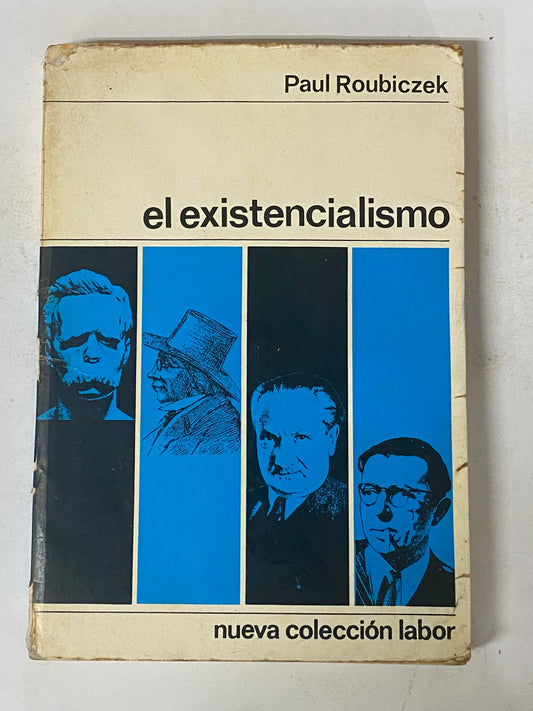 Paul Roubiczek
el existencialismo
nueva colección labor